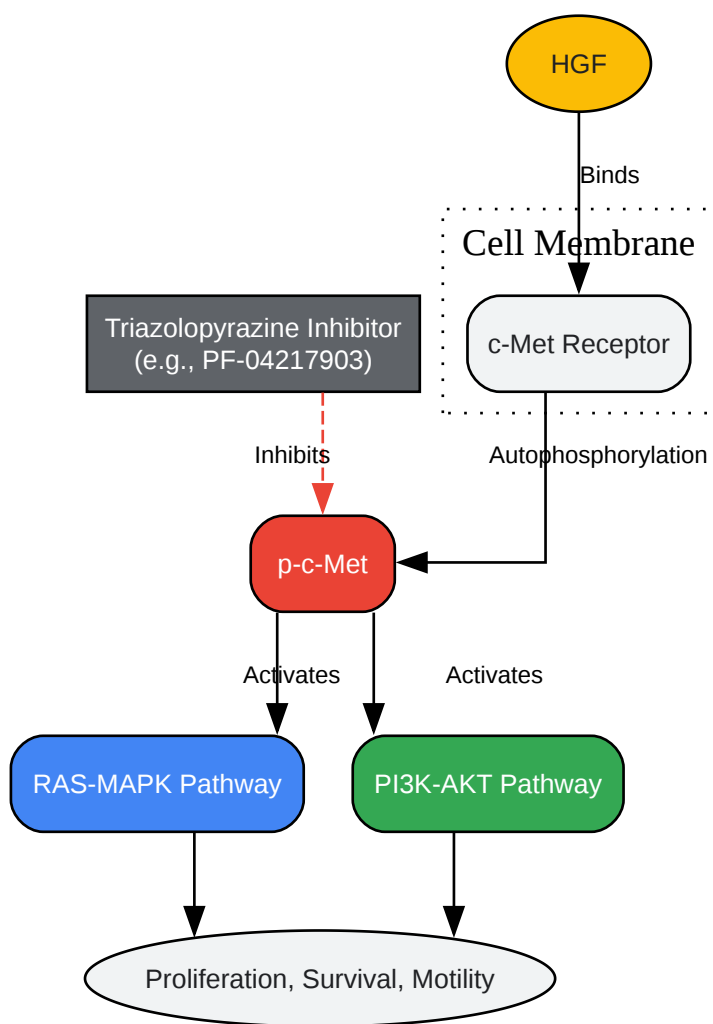 HGF
Binds
Cell Membrane
Triazolopyrazine Inhibitor
(e.g., PF-04217903)
c-Met Receptor
Inhibits
Autophosphorylation
p-c-Met
Activates
Activates
RAS-MAPK Pathway
PI3K-AKT Pathway
Proliferation, Survival, Motility